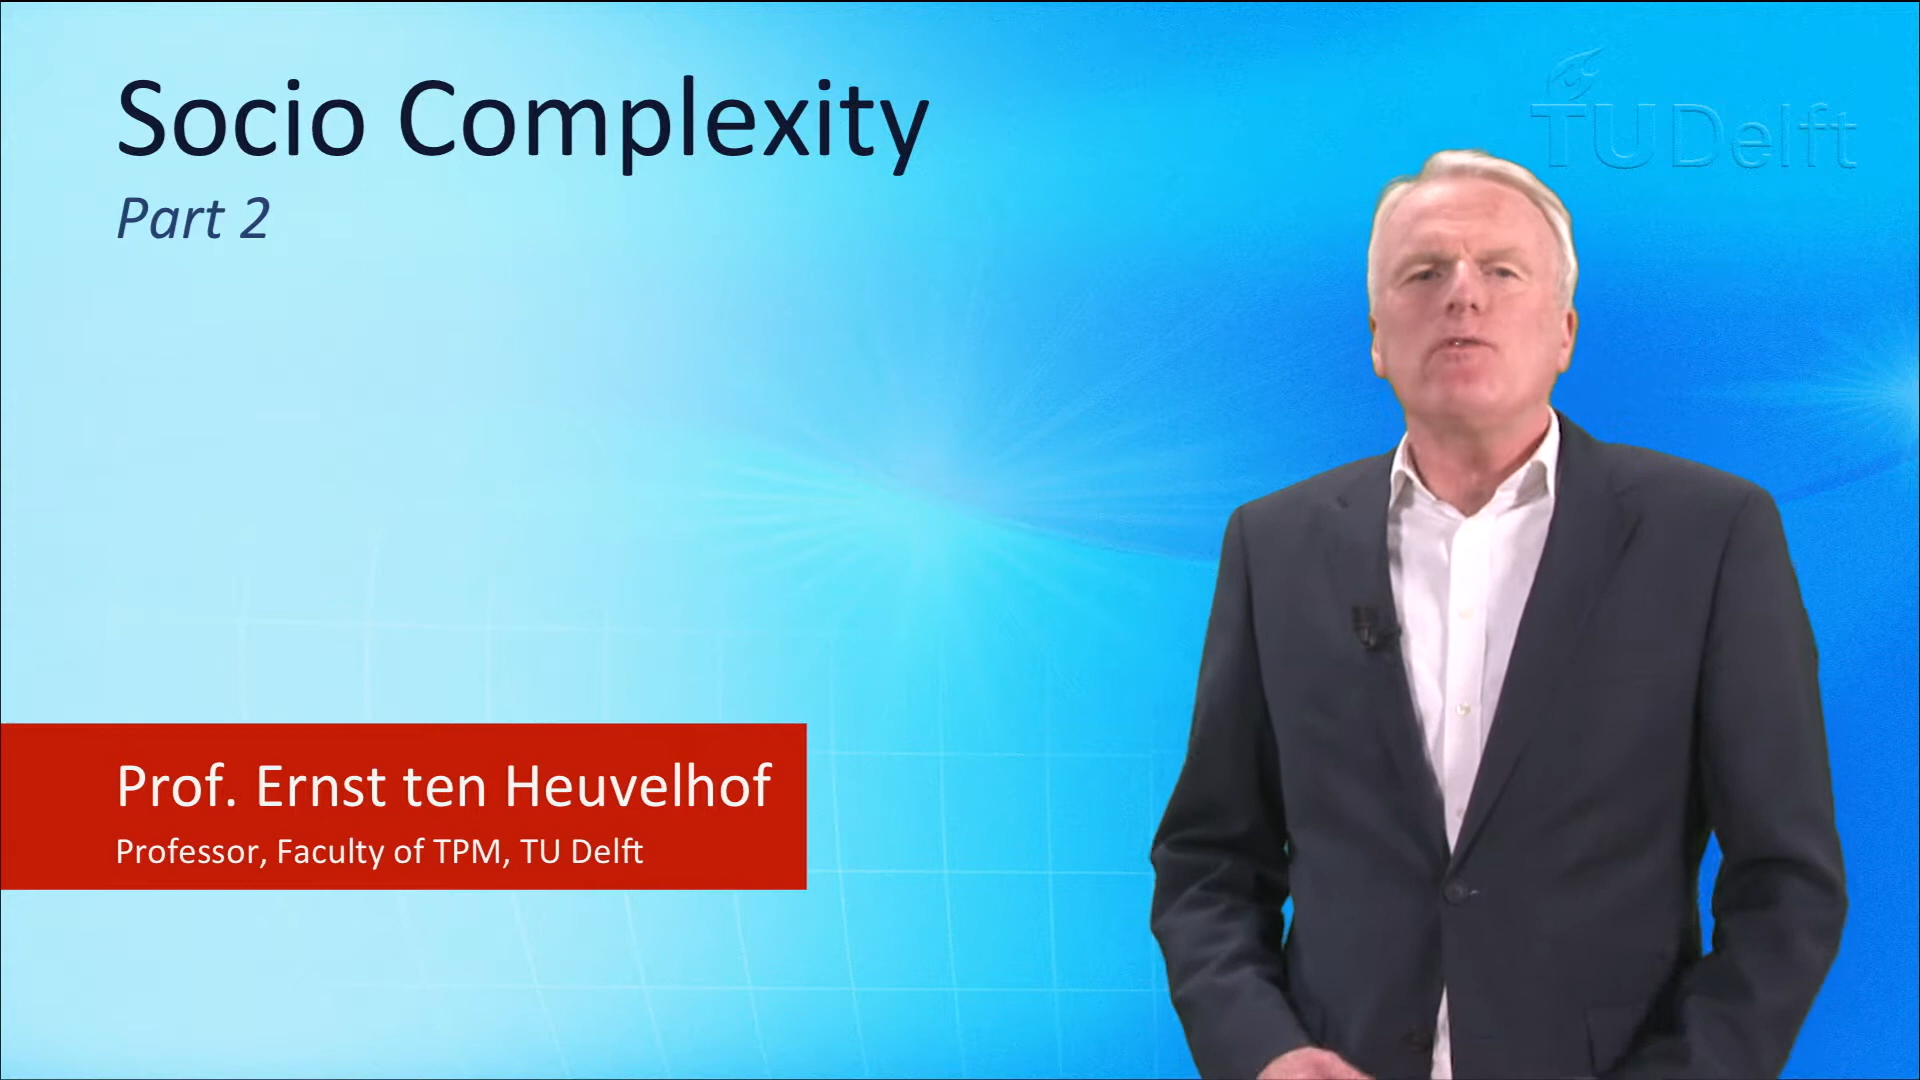 Socio Complexity
Part 2
TU Delft
Prof. Ernst ten Heuvelhof
Professor, Faculty of TPM, TU Delft